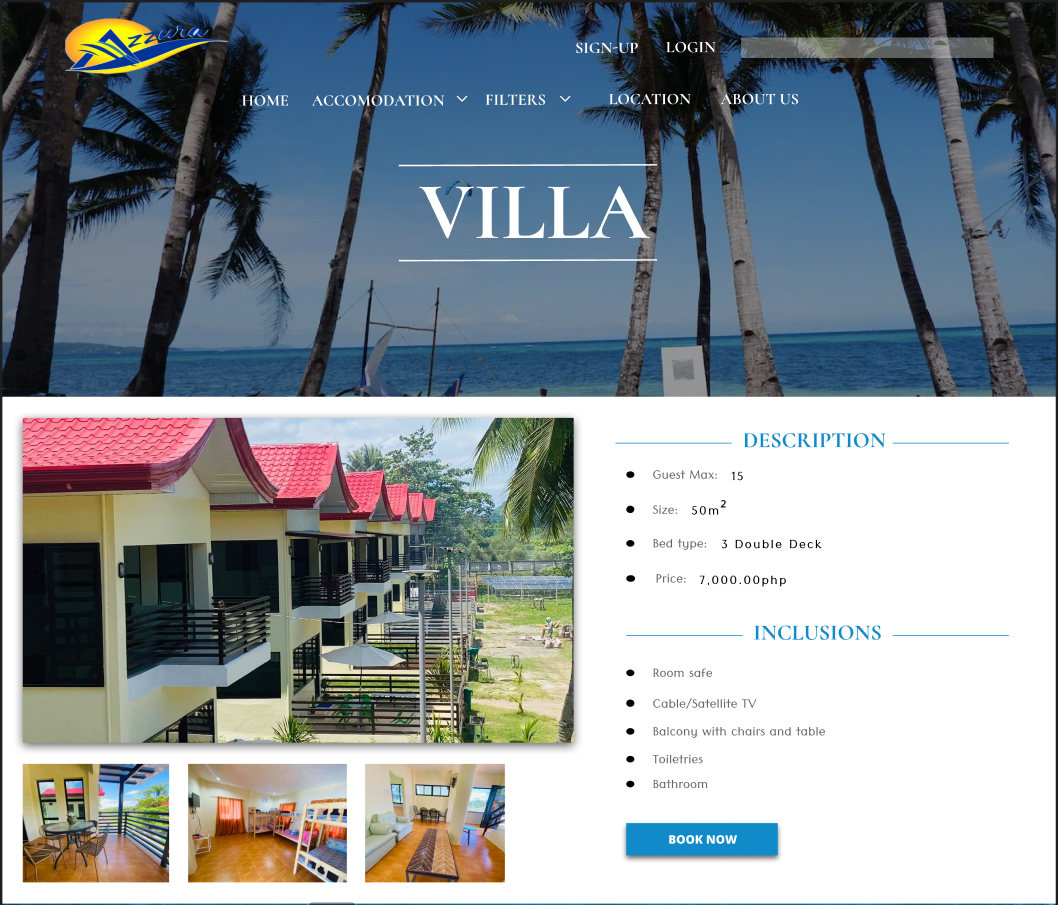 Azzura
SIGN-UP LOGIN
HOME ACCOMODATION FILTERS LOCATION ABOUT US
VILLA
DESCRIPTION
Guest Max: 15
Size: 50m²
Bed type: 3 Double Deck
Price: 7,000.00php
INCLUSIONS
Room safe
Cable/Satellite TV
Balcony with chairs and table
Toiletries
Bathroom
BOOK NOW